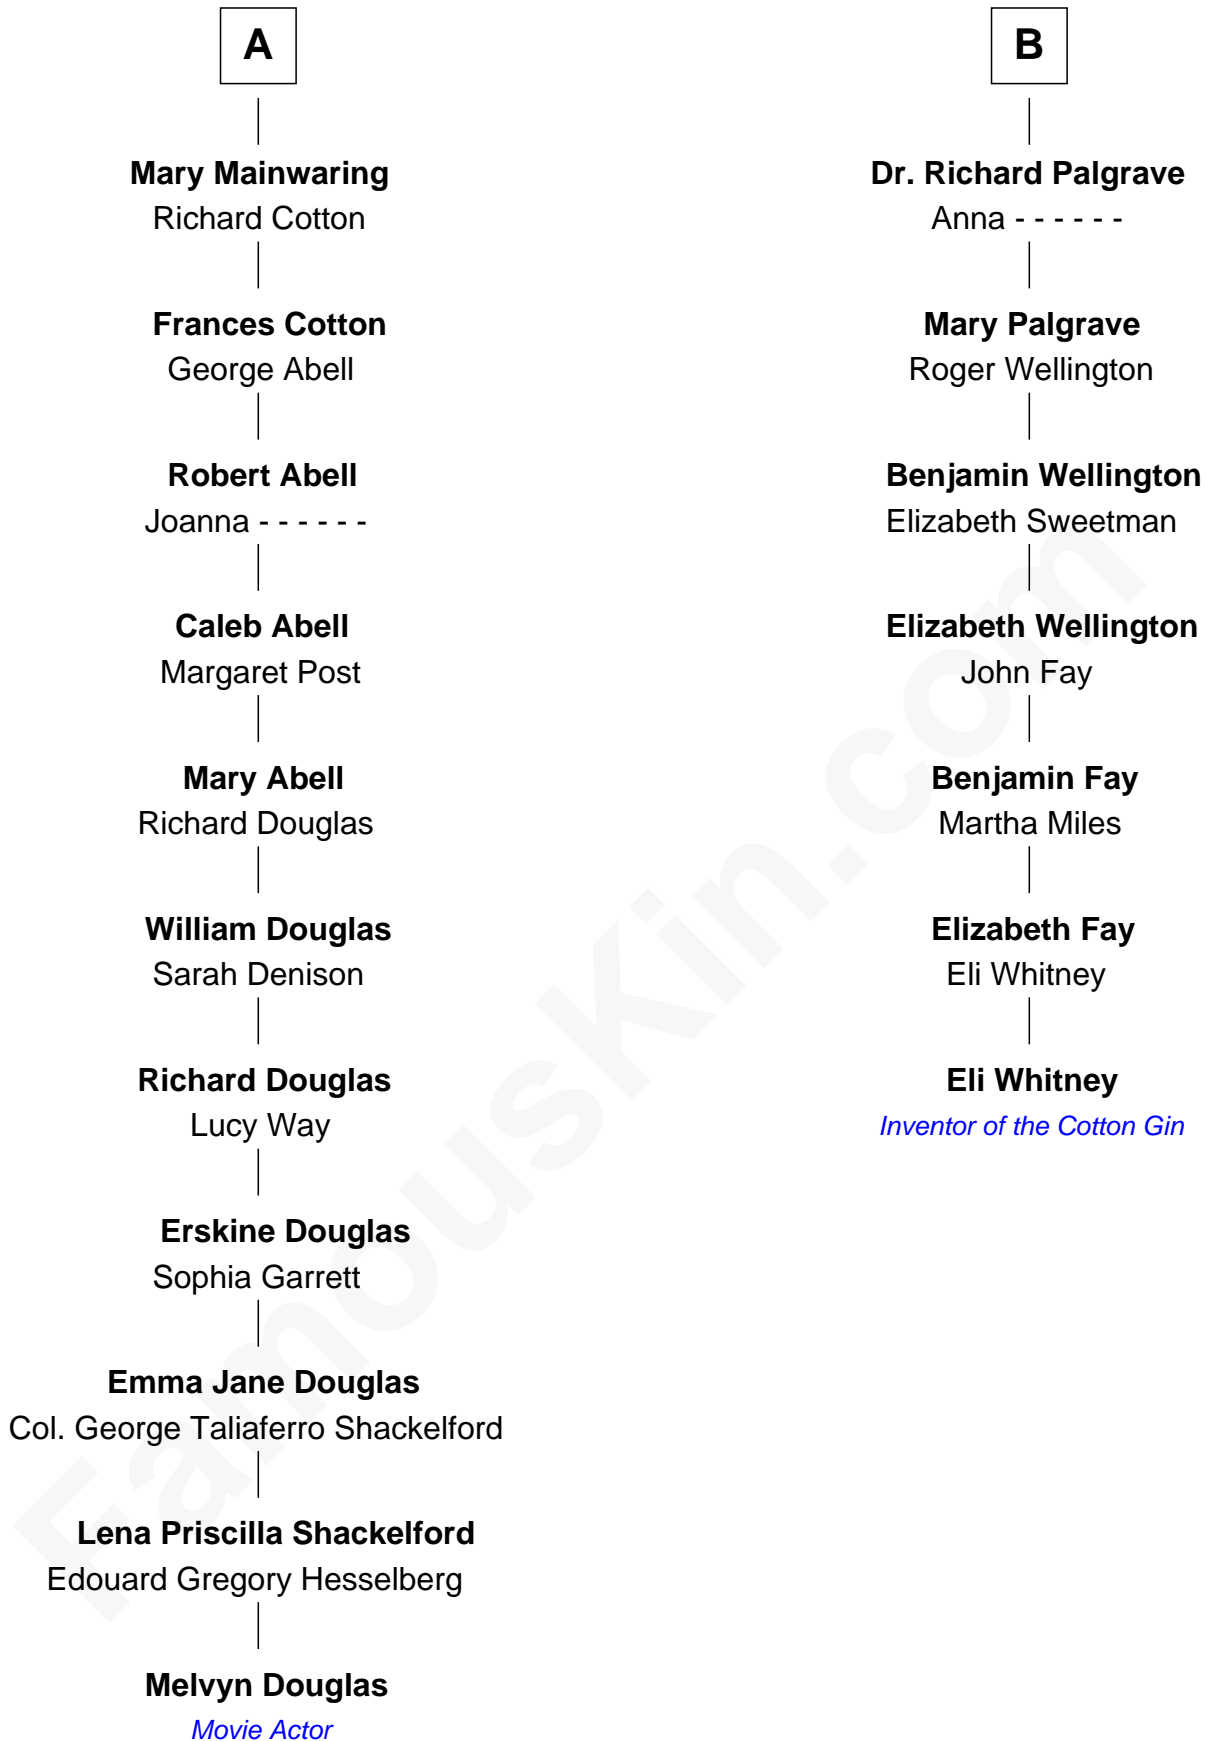 A
Mary Mainwaring
Richard Cotton
Frances Cotton
George Abell
Robert Abell
Joanna - - - - - -
Caleb Abell
Margaret Post
Mary Abell
Richard Douglas
William Douglas
Sarah Denison
Richard Douglas
Lucy Way
Erskine Douglas
Sophia Garrett
Emma Jane Douglas
Col. George Taliaferro Shackelford
Lena Priscilla Shackelford
Edouard Gregory Hesselberg
Melvyn Douglas
Movie Actor
B
Dr. Richard Palgrave
Anna - - - - - -
Mary Palgrave
Roger Wellington
Benjamin Wellington
Elizabeth Sweetman
Elizabeth Wellington
John Fay
Benjamin Fay
Martha Miles
Elizabeth Fay
Eli Whitney
Eli Whitney
Inventor of the Cotton Gin
FamousKin.com